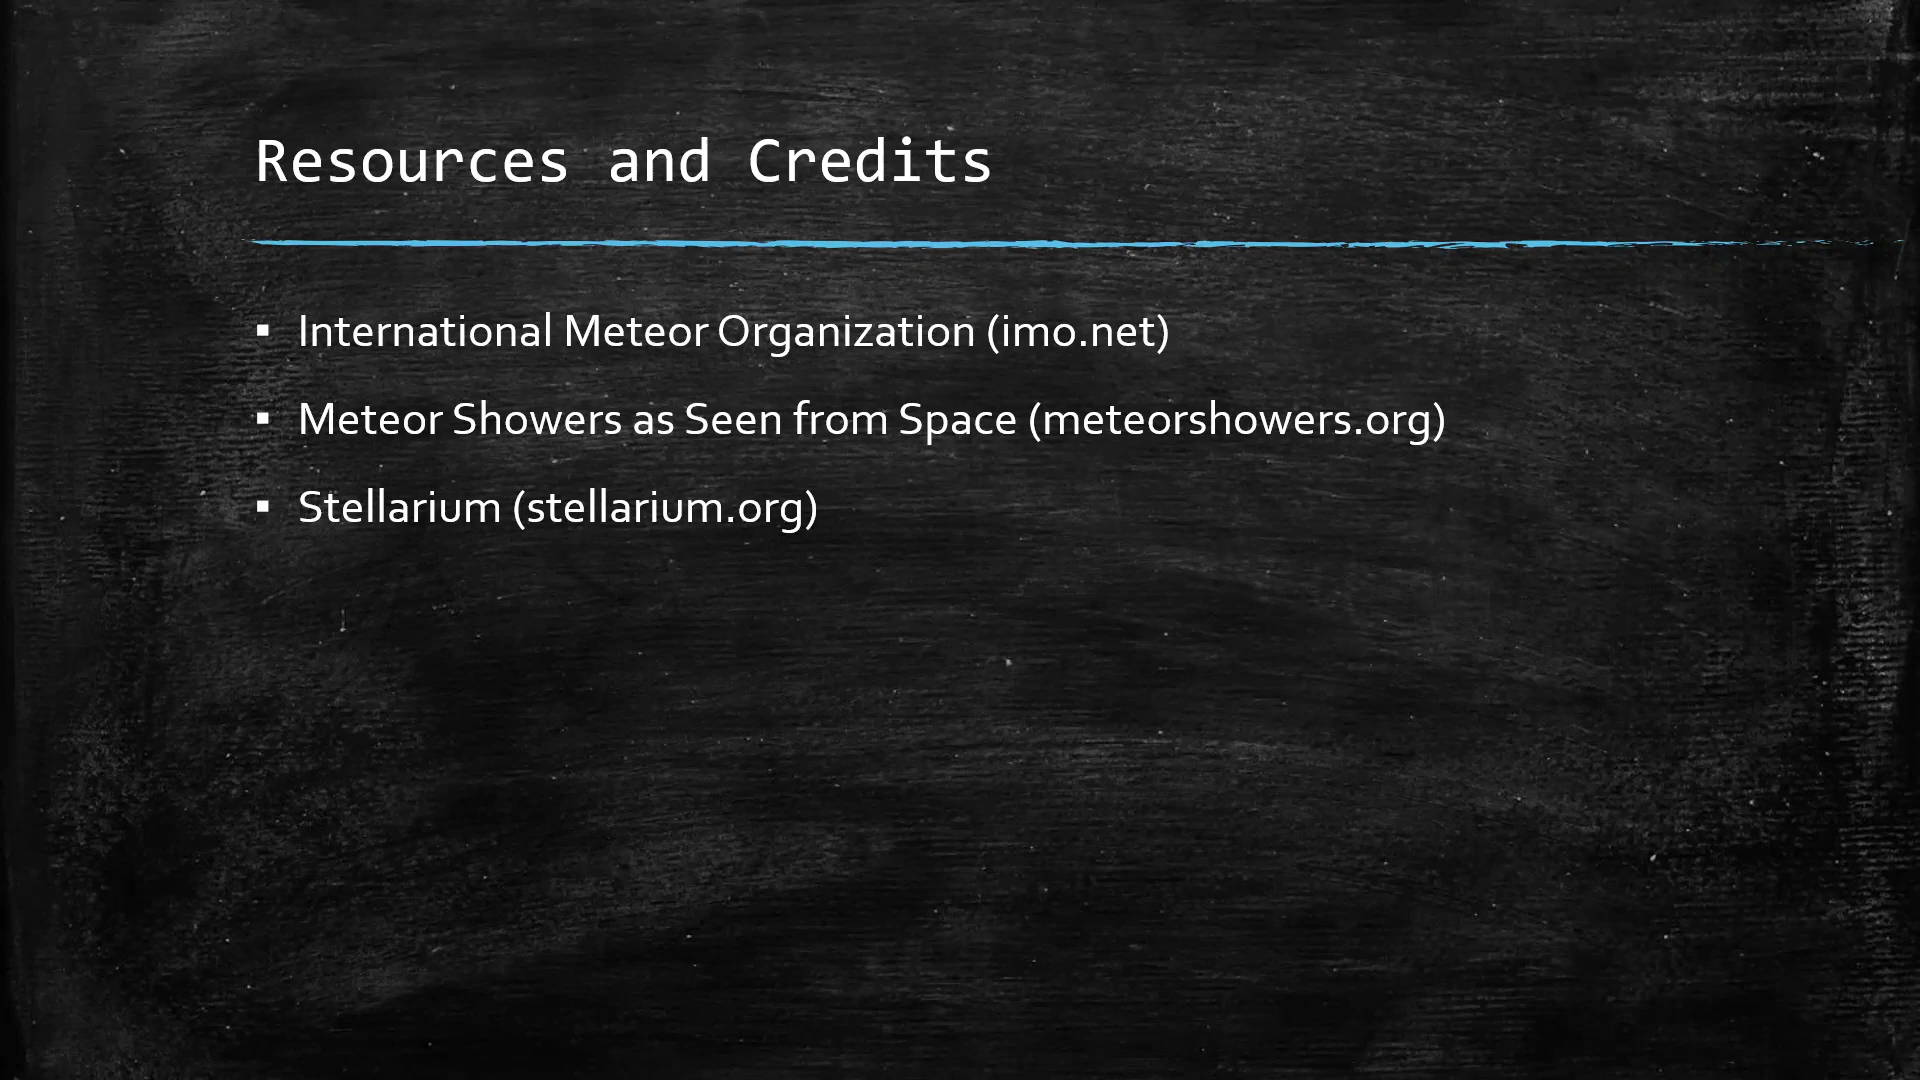 Resources and Credits
▪ International Meteor Organization (imo.net)
▪ Meteor Showers as Seen from Space (meteorshowers.org)
▪ Stellarium (stellarium.org)